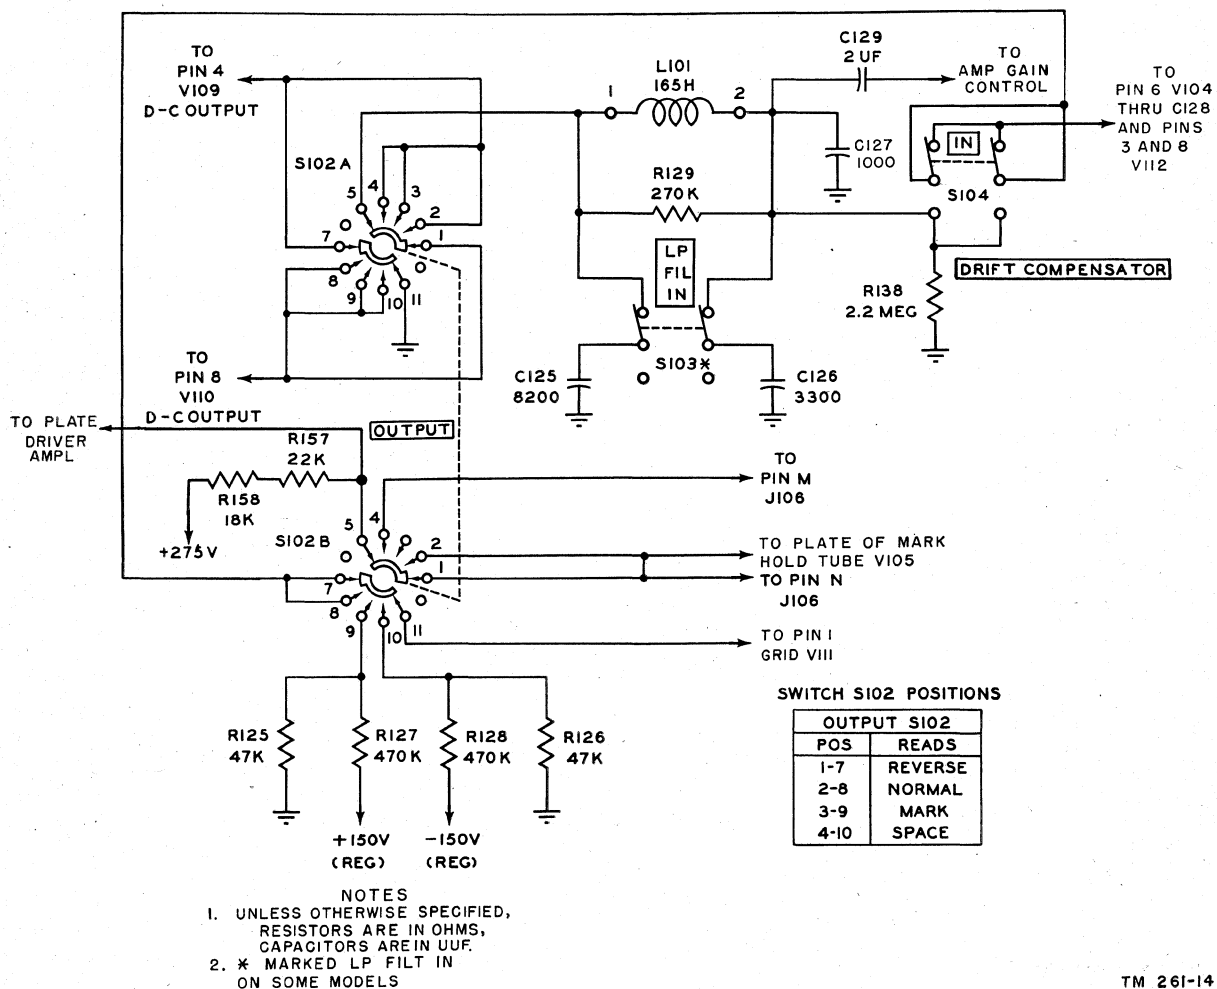 TO
PIN 4
V109
D-C OUTPUT
S102A
5
4
3
2
1
7
8
9
10
11
TO
PIN 8
V110
D-C OUTPUT
L101
165H
1
2
C129
2 UF
TO
AMP GAIN
CONTROL
TO
PIN 6 V104
THRU C128
AND PINS
3 AND 8
V112
C127
1000
IN
S104
R129
270K
LP
FIL
IN
DRIFT COMPENSATOR
R138
2.2 MEG
S103*
C125
8200
C126
3300
TO PLATE
DRIVER
AMPL
OUTPUT
R157
22K
R158
18K
+275V
S102B
5
4
2
1
7
8
9
10
11
TO
PIN M
J106
TO PLATE OF MARK
HOLD TUBE V105
TO PIN N
J106
TO PIN 1
GRID V111
R125
47K
R127
470K
R128
470K
R126
47K
+150V
(REG)
-150V
(REG)
SWITCH S102 POSITIONS
OUTPUT S102
POS READS
1-7 REVERSE
2-8 NORMAL
3-9 MARK
4-10 SPACE
NOTES
1. UNLESS OTHERWISE SPECIFIED,
RESISTORS ARE IN OHMS,
CAPACITORS ARE IN UUF.
2. * MARKED LP FILT IN
ON SOME MODELS
TM 261-14